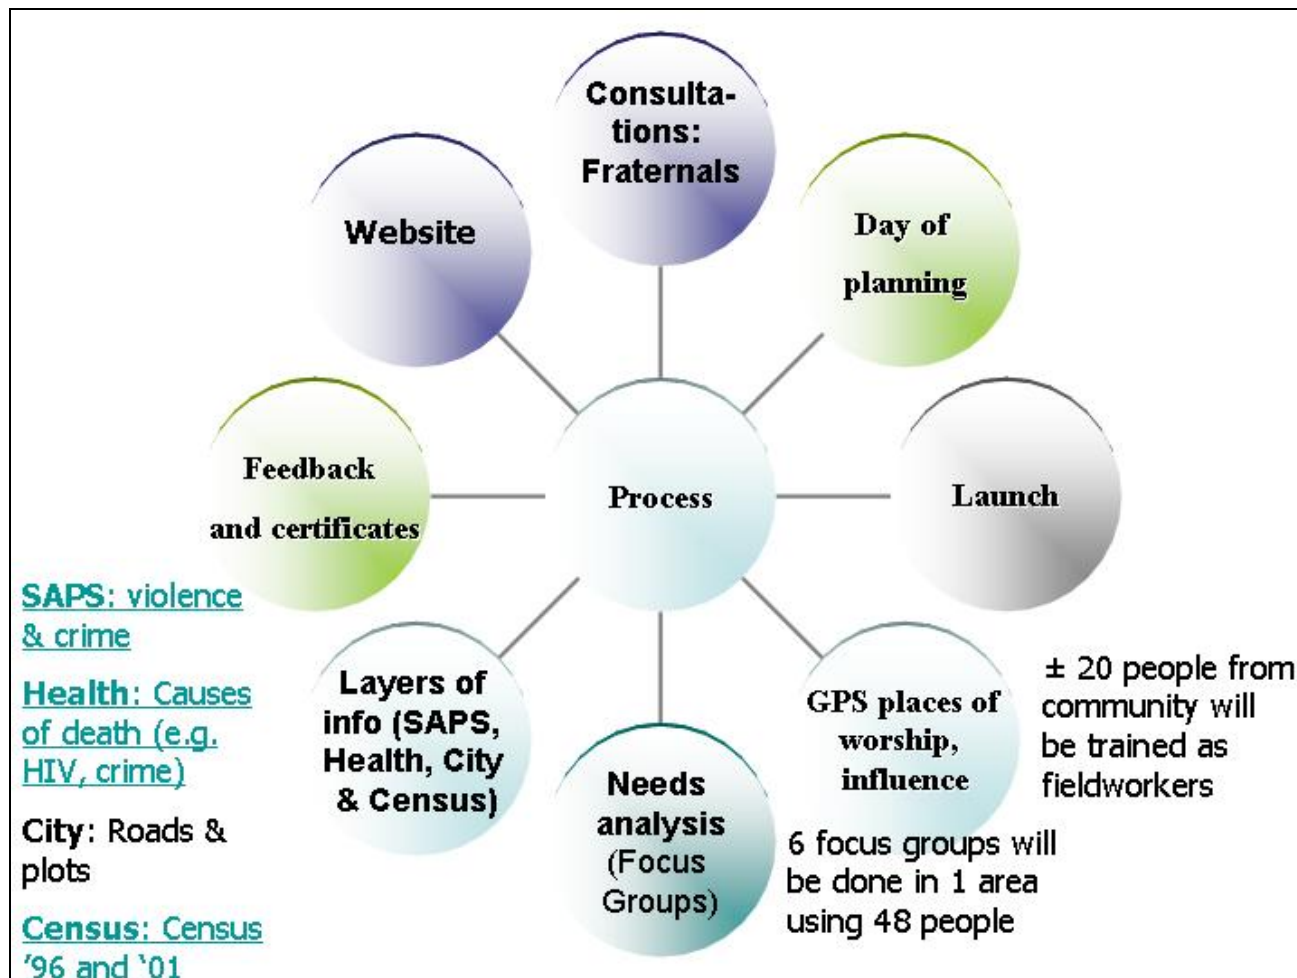 Consulta-
tions:
Fraternals
Website
Day of
planning
Feedback
and certificates
Process
Launch
SAPS: violence
& crime
Health: Causes
of death (e.g.
HIV, crime)
City: Roads &
plots
Census: Census
'96 and ‘01
Layers of
info (SAPS,
Health, City
& Census)
Needs
analysis
(Focus
Groups)
6 focus groups will
be done in 1 area
using 48 people
GPS places of
worship,
influence
± 20 people from
community will
be trained as
fieldworkers